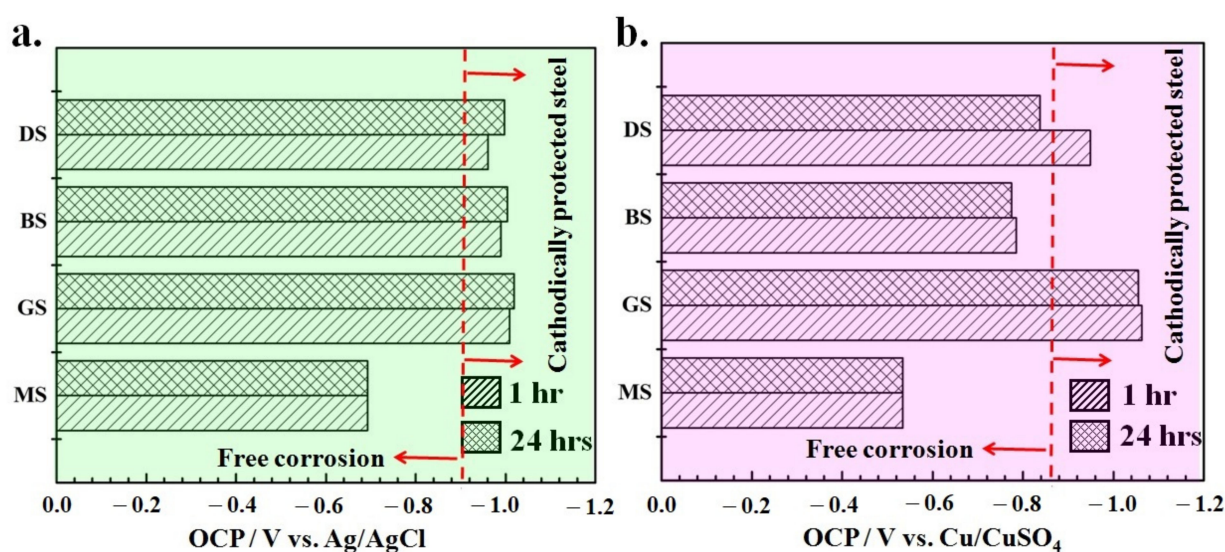 a.
DS
BS
GS
MS
Cathodically protected steel
1 hr
24 hrs
Free corrosion
0.0 −0.2 −0.4 −0.6 −0.8 −1.0 −1.2
OCP / V vs. Ag/AgCl
b.
DS
BS
GS
MS
Cathodically protected steel
1 hr
24 hrs
Free corrosion
0.0 −0.2 −0.4 −0.6 −0.8 −1.0 −1.2
OCP / V vs. Cu/CuSO₄